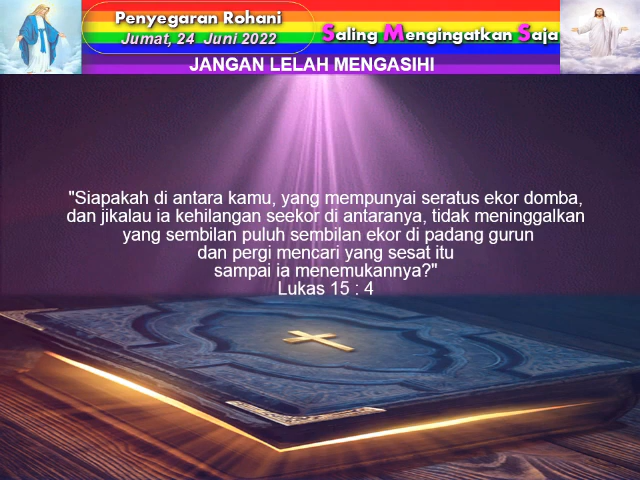 Penyegaran Rohani
Jumat, 24 Juni 2022
Saling Mengingatkan Saja
JANGAN LELAH MENGASIHI
"Siapakah di antara kamu, yang mempunyai seratus ekor domba,
dan jikalau ia kehilangan seekor di antaranya, tidak meninggalkan
yang sembilan puluh sembilan ekor di padang gurun
dan pergi mencari yang sesat itu
sampai ia menemukannya?"
Lukas 15 : 4